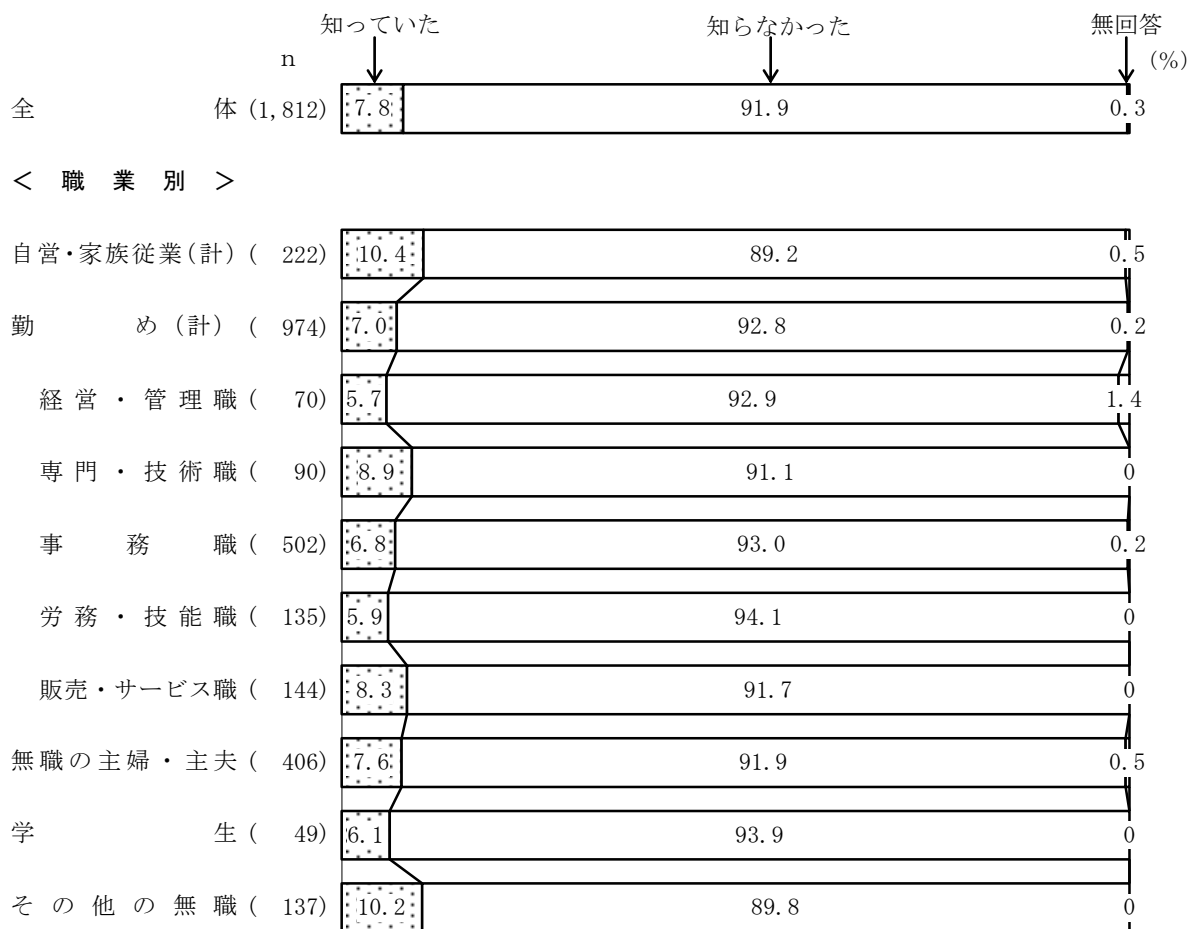 知っていた 知らなかった 無回答
n (%)
全体 (1,812) 7.8 91.9 0.3
＜ 職 業 別 ＞
自営・家族従業(計) ( 222) 10.4 89.2 0.5
勤め (計) ( 974) 7.0 92.8 0.2
経営・管理職 ( 70) 5.7 92.9 1.4
専門・技術職 ( 90) 8.9 91.1 0
事務職 ( 502) 6.8 93.0 0.2
労務・技能職 ( 135) 5.9 94.1 0
販売・サービス職 ( 144) 8.3 91.7 0
無職の主婦・主夫 ( 406) 7.6 91.9 0.5
学生 ( 49) 6.1 93.9 0
その他の無職 ( 137) 10.2 89.8 0